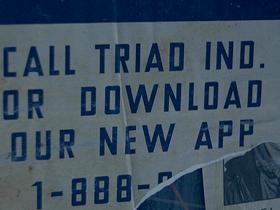 CALL TRIAD IND.
OR DOWNLOAD
OUR NEW APP
1-888-